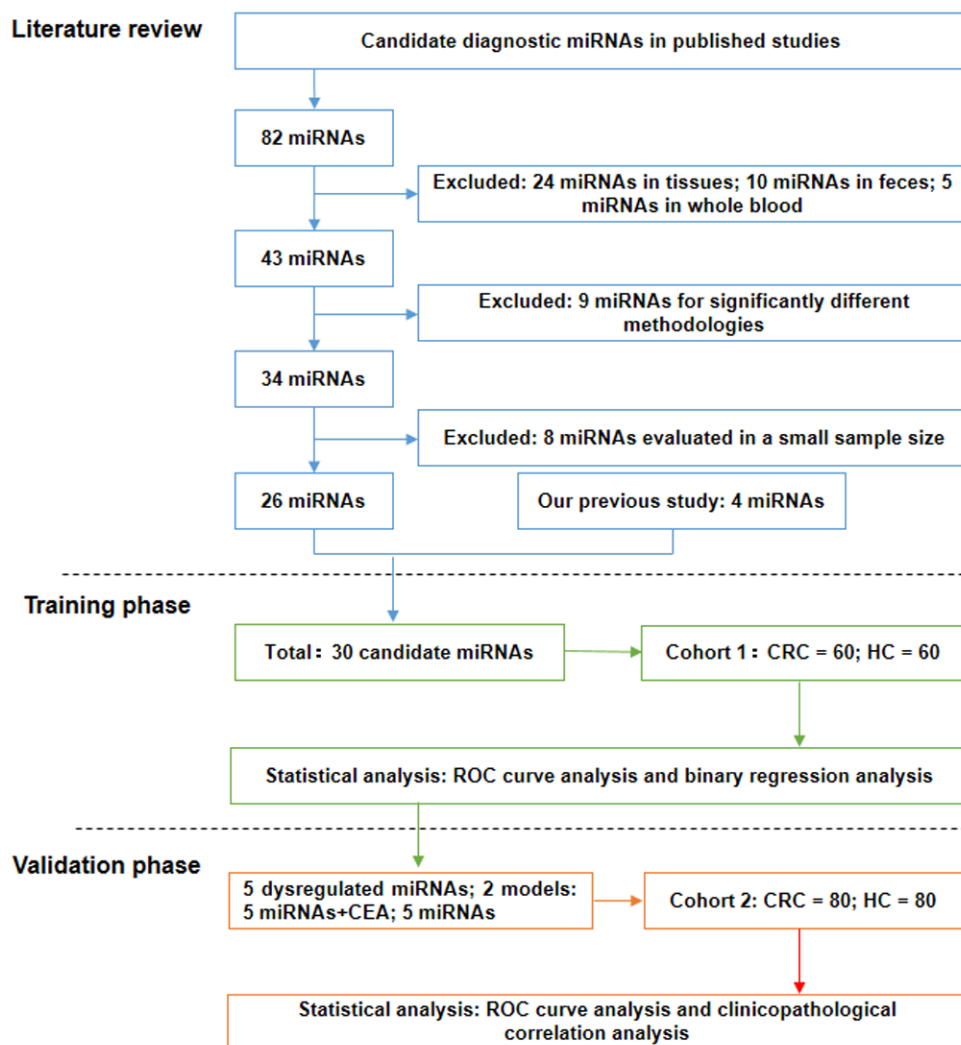 Literature review
Candidate diagnostic miRNAs in published studies
82 miRNAs
Excluded: 24 miRNAs in tissues; 10 miRNAs in feces; 5
miRNAs in whole blood
43 miRNAs
Excluded: 9 miRNAs for significantly different
methodologies
34 miRNAs
Excluded: 8 miRNAs evaluated in a small sample size
26 miRNAs
Our previous study: 4 miRNAs
Training phase
Total：30 candidate miRNAs
Cohort 1：CRC = 60; HC = 60
Statistical analysis: ROC curve analysis and binary regression analysis
Validation phase
5 dysregulated miRNAs; 2 models:
5 miRNAs+CEA; 5 miRNAs
Cohort 2: CRC = 80; HC = 80
Statistical analysis: ROC curve analysis and clinicopathological
correlation analysis